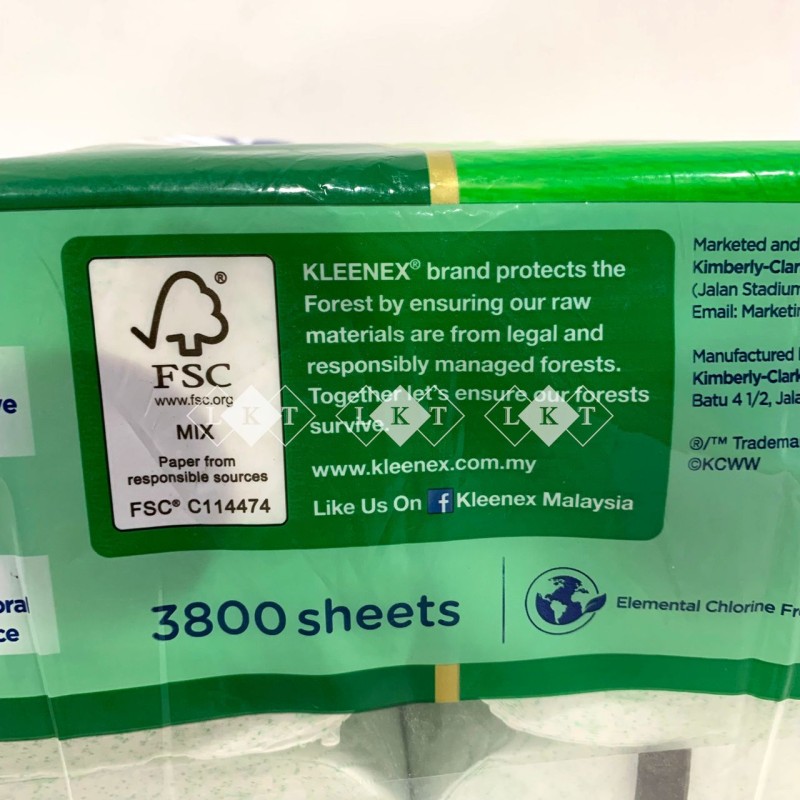 FSC®
www.fsc.org
MIX
Paper from
responsible sources
FSC® C114474
KLEENEX® brand protects the
Forest by ensuring our raw
materials are from legal and
responsibly managed forests.
Together let's ensure our forests
survive.
www.kleenex.com.my
Like Us On f Kleenex Malaysia
LKT LKT LKT
3800 sheets
Elemental Chlorine
Marketed and
Kimberly-Clar
(Jalan Stadium
Email: Marketin
Manufactured
Kimberly-Clark
Batu 4 1/2, Jala
®/™ Tradema
©KCWW